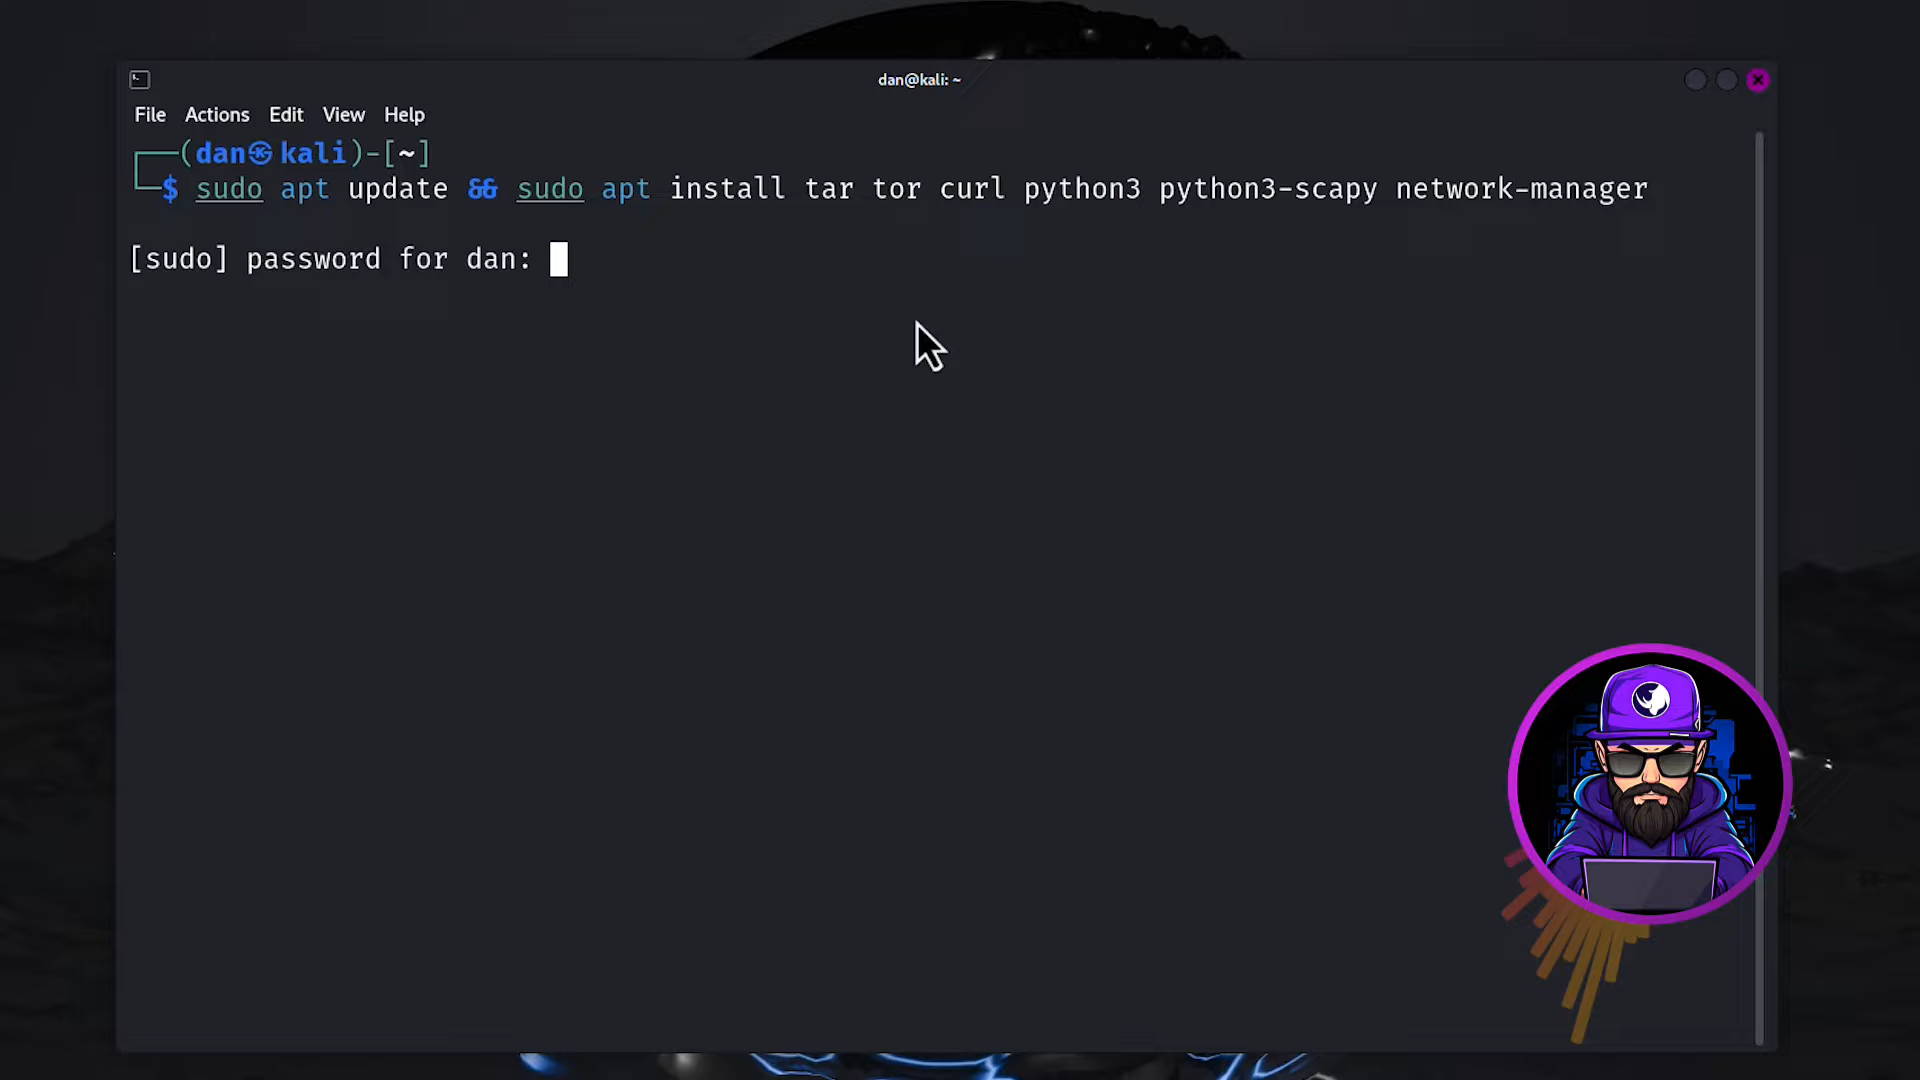 dan@kali: ~
File Actions Edit View Help
┌──(dan㉿kali)-[~]
└─$ sudo apt update && sudo apt install tar tor curl python3 python3-scapy network-manager
[sudo] password for dan: